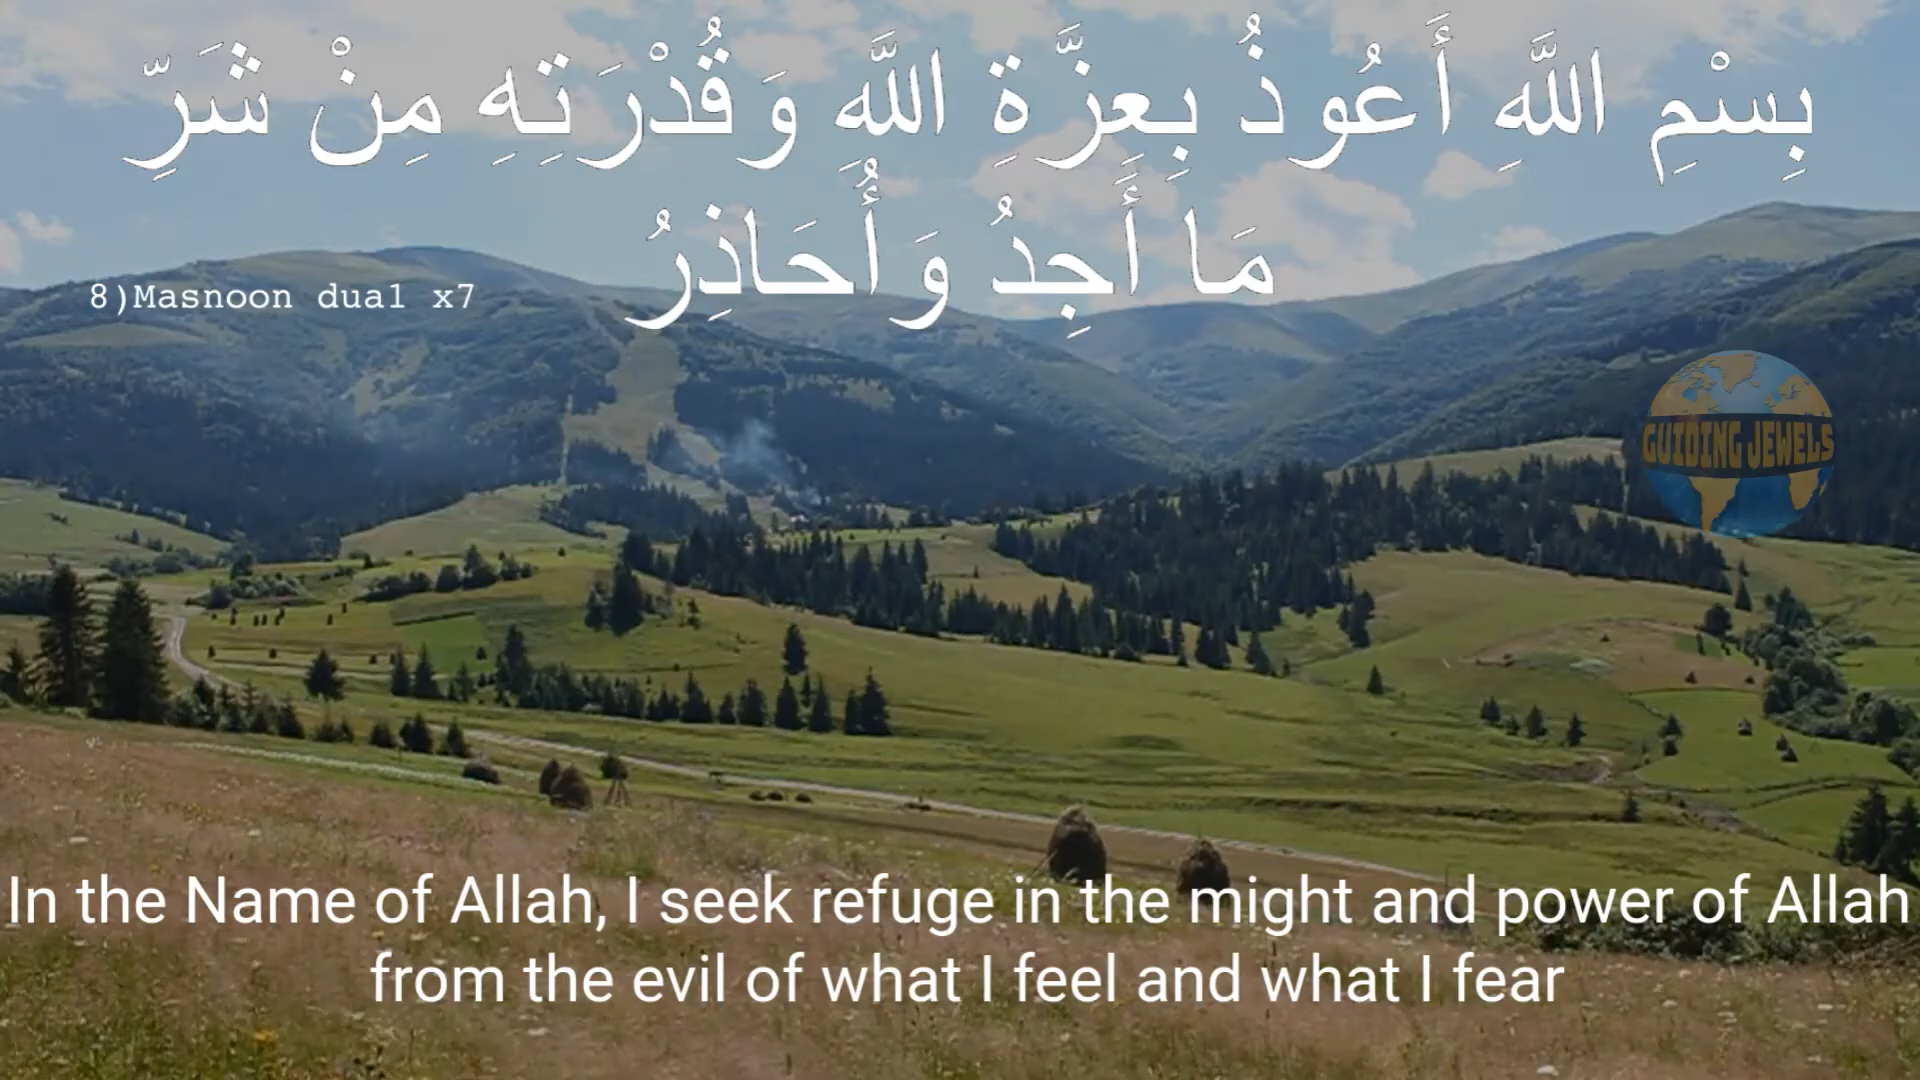 بِسْمِ اللَّهِ أَعُوذُ بِعِزَّةِ اللَّهِ وَقُدْرَتِهِ مِنْ شَرِّ
مَا أَجِدُ وَأُحَاذِرُ
8)Masnoon dua1 x7
GUIDING JEWELS
In the Name of Allah, I seek refuge in the might and power of Allah
from the evil of what I feel and what I fear